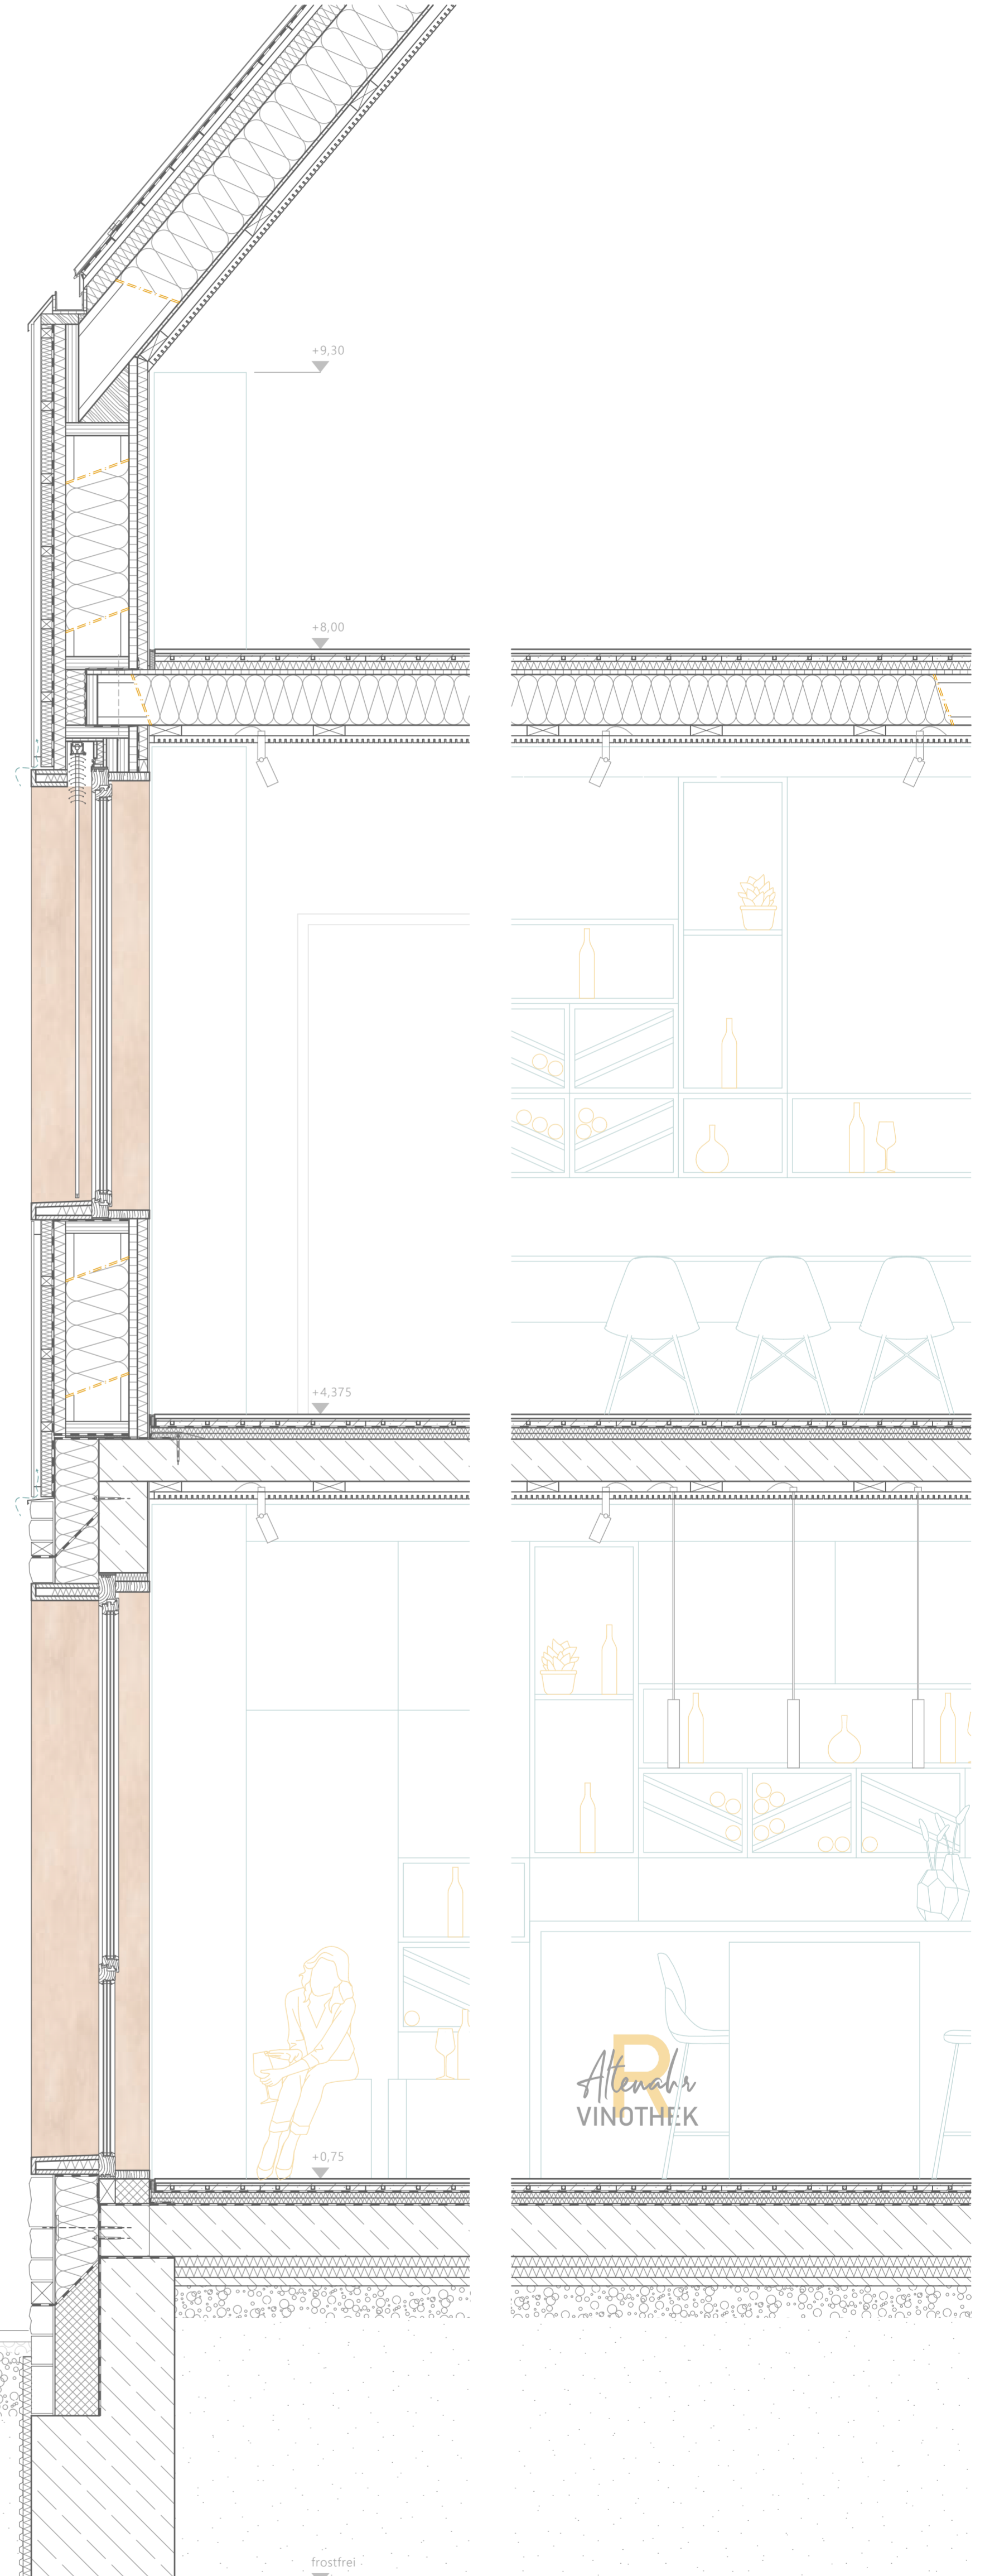 +9,30
+8,00
+4,375
R
Altenahr
VINOTHEK
+0,75
frostfrei